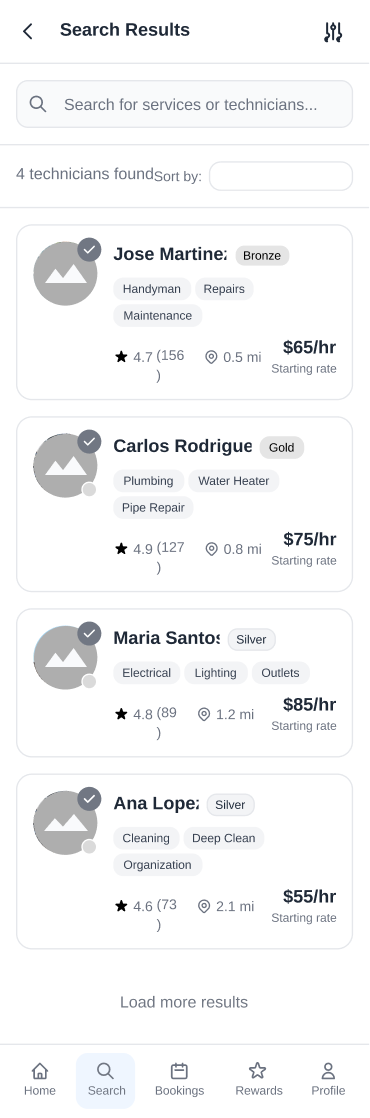 Search Results
Search for services or technicians...
4 technicians found Sort by:
Jose Martinez Bronze
Handyman Repairs
Maintenance
4.7 (156 0.5 mi $65/hr
) Starting rate
Carlos Rodrigue Gold
Plumbing Water Heater
Pipe Repair
4.9 (127 0.8 mi $75/hr
) Starting rate
Maria Santos Silver
Electrical Lighting Outlets
4.8 (89 1.2 mi $85/hr
) Starting rate
Ana Lopez Silver
Cleaning Deep Clean
Organization
4.6 (73 2.1 mi $55/hr
) Starting rate
Load more results
Home Search Bookings Rewards Profile